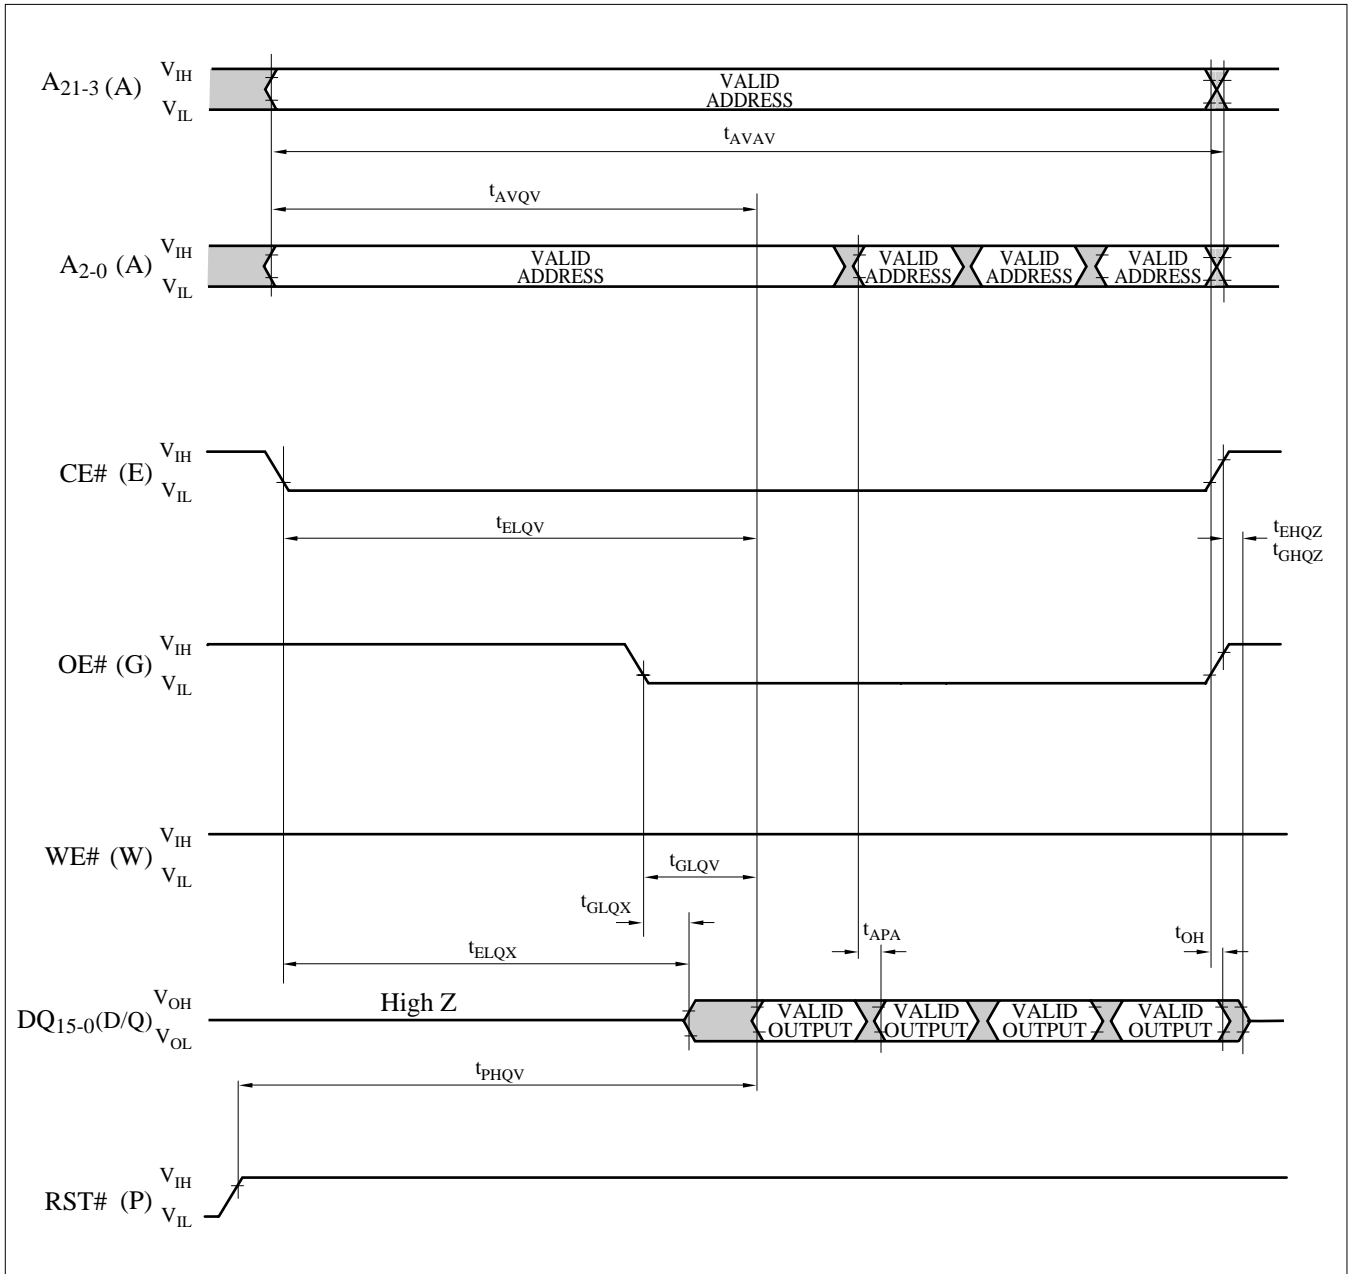 A21-3 (A) VIH VALID
VIL ADDRESS
tAVAV
tAVQV
A2-0 (A) VIH VALID VALID VALID VALID
VIL ADDRESS ADDRESS ADDRESS ADDRESS
CE# (E) VIH
VIL
tELQV
tEHQZ
tGHQZ
OE# (G) VIH
VIL
WE# (W) VIH
VIL
tGLQV
tGLQX
tELQX
tAPA
tOH
DQ15-0(D/Q) VOH High Z VALID VALID VALID VALID
VOL OUTPUT OUTPUT OUTPUT OUTPUT
tPHQV
RST# (P) VIH
VIL